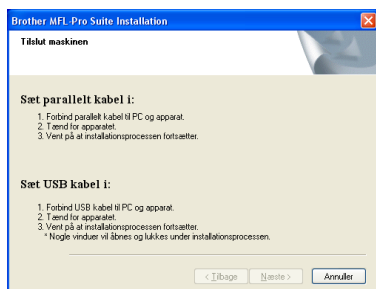 Brother MFL-Pro Suite Installation
Tilslut maskinen
Sæt parallelt kabel i:
1. Forbind parallelt kabel til PC og apparat.
2. Tænd for apparatet.
3. Vent på at installationsprocessen fortsætter.
Sæt USB kabel i:
1. Forbind USB kabel til PC og apparat.
2. Tænd for apparatet.
3. Vent på at installationsprocessen fortsætter.
* Nogle vinduer vil åbnes og lukkes under installationsprocessen.
< Tilbage Næste > Annuller